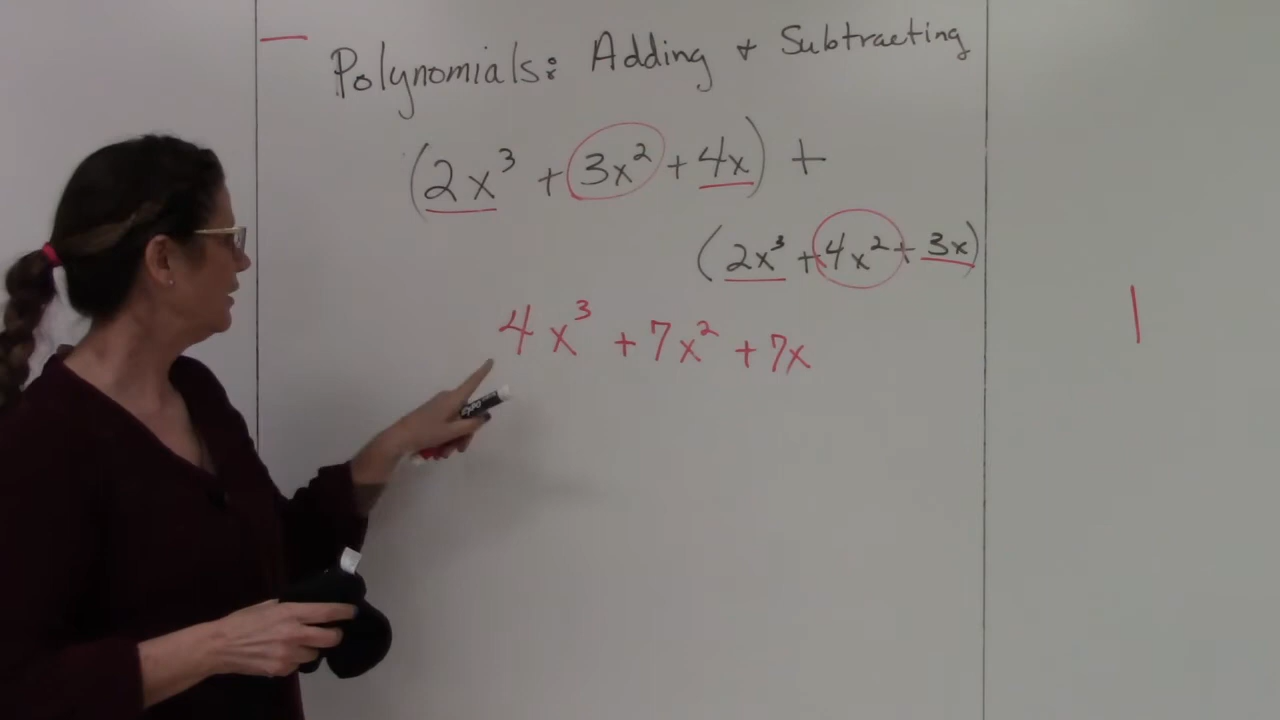 Polynomials: Adding + Subtracting
(2x³ + 3x² + 4x) +
(2x³ + 4x² + 3x)
4x³ + 7x² + 7x